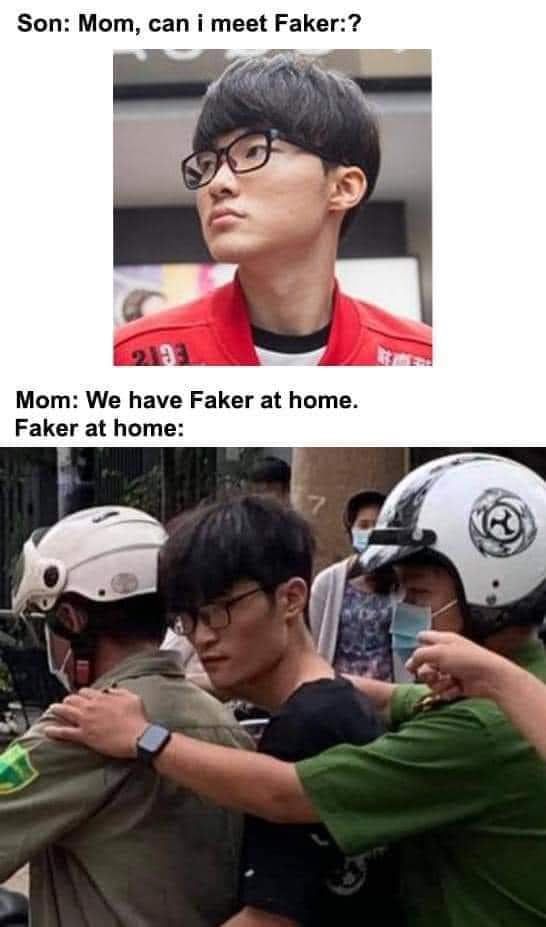 Son: Mom, can i meet Faker:?
Mom: We have Faker at home.
Faker at home: